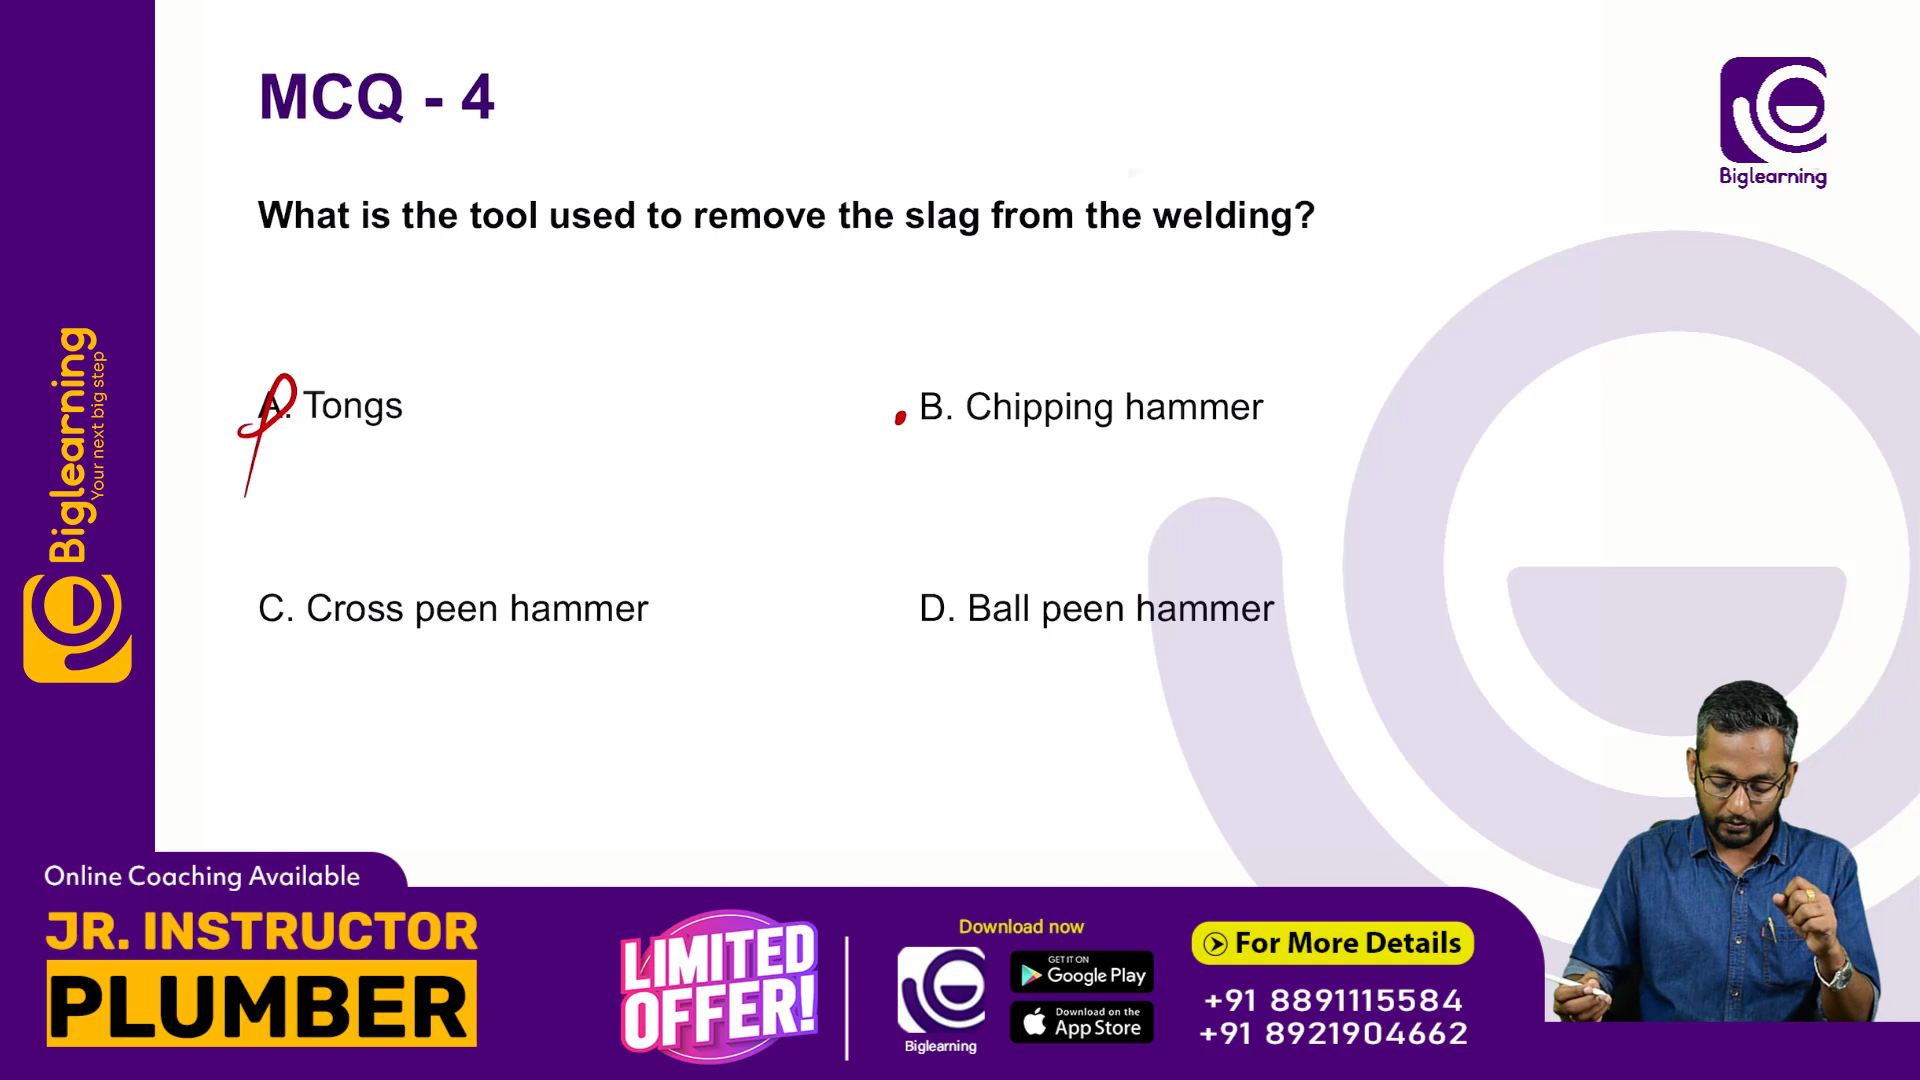 MCQ - 4
Biglearning
What is the tool used to remove the slag from the welding?
A. Tongs
B. Chipping hammer
C. Cross peen hammer
D. Ball peen hammer
Biglearning
Your next big step
Online Coaching Available
JR. INSTRUCTOR
PLUMBER
LIMITED
OFFER!
Download now
Biglearning
GET IT ON
Google Play
Download on the
App Store
For More Details
+91 8891115584
+91 8921904662